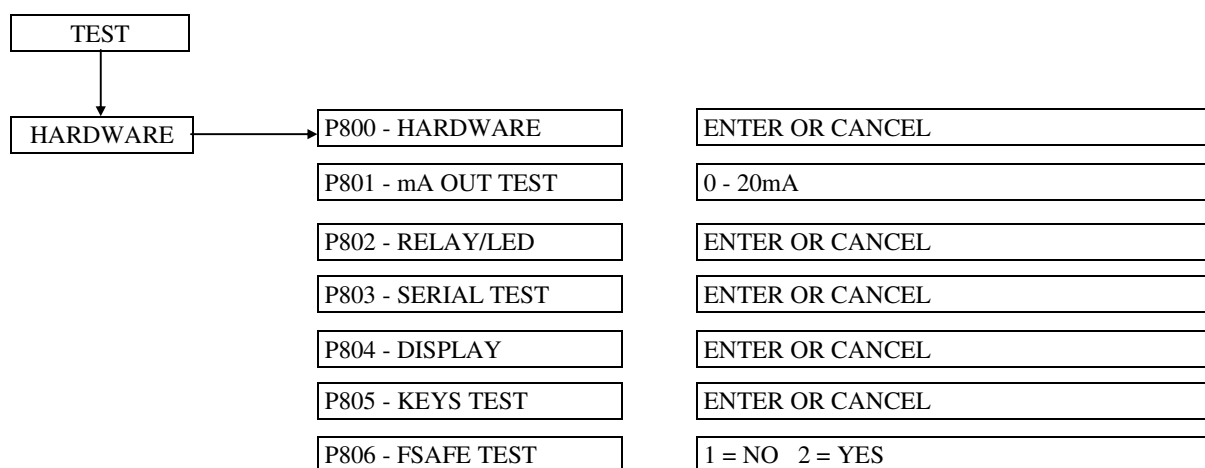 TEST
HARDWARE
P800 - HARDWARE ENTER OR CANCEL
P801 - mA OUT TEST 0 - 20mA
P802 - RELAY/LED ENTER OR CANCEL
P803 - SERIAL TEST ENTER OR CANCEL
P804 - DISPLAY ENTER OR CANCEL
P805 - KEYS TEST ENTER OR CANCEL
P806 - FSAFE TEST 1 = NO 2 = YES